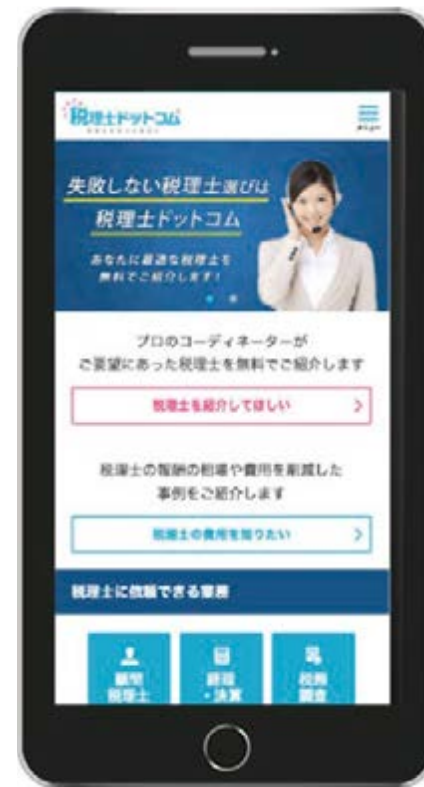 税理士ドットコム
メニュー
失敗しない税理士選びは
税理士ドットコム
あなたに最適な税理士を
無料でご紹介します!
プロのコーディネーターが
ご要望にあった税理士を無料でご紹介します
税理士を紹介してほしい
税理士の報酬の相場や費用を削減した
事例をご紹介します
税理士の費用を知りたい
税理士に依頼できる業務
顧問
税理士
経理
・決算
税務
調査